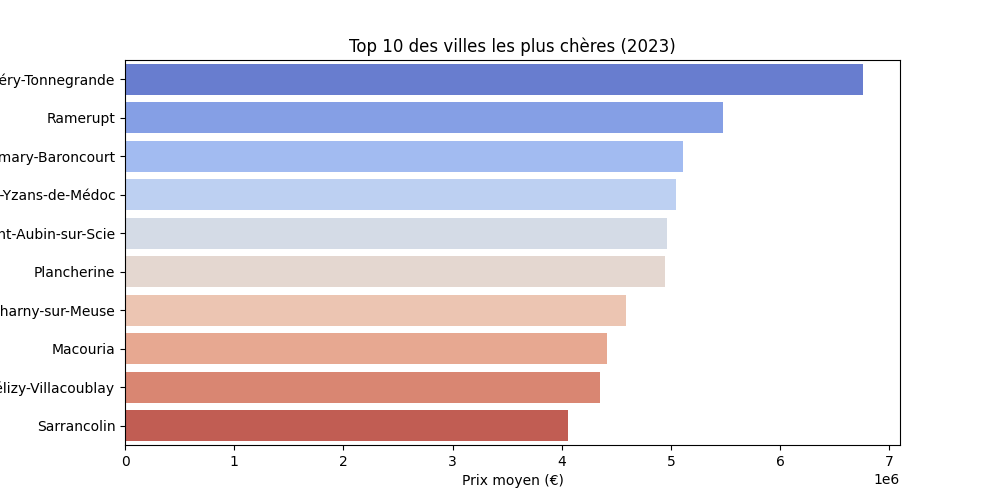 Top 10 des villes les plus chères (2023)
éry-Tonnegrande
Ramerupt
mary-Baroncourt
-Yzans-de-Médoc
nt-Aubin-sur-Scie
Plancherine
harny-sur-Meuse
Macouria
élizy-Villacoublay
Sarrancolin
0 1 2 3 4 5 6 7
1e6
Prix moyen (€)